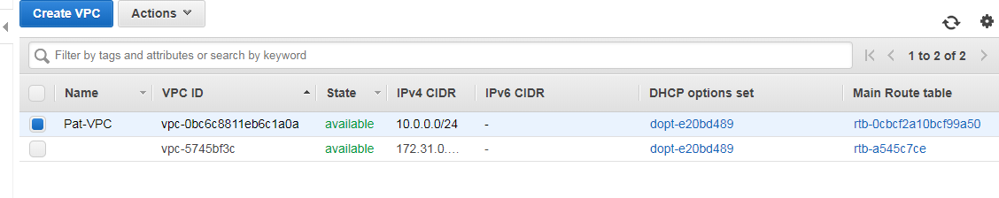 Create VPC Actions
Filter by tags and attributes or search by keyword 1 to 2 of 2
Name VPC ID State IPv4 CIDR IPv6 CIDR DHCP options set Main Route table
Pat-VPC vpc-0bc6c8811eb6c1a0a available 10.0.0.0/24 - dopt-e20bd489 rtb-0cbcf2a10bcf99a50
vpc-5745bf3c available 172.31.0.... - dopt-e20bd489 rtb-a545c7ce